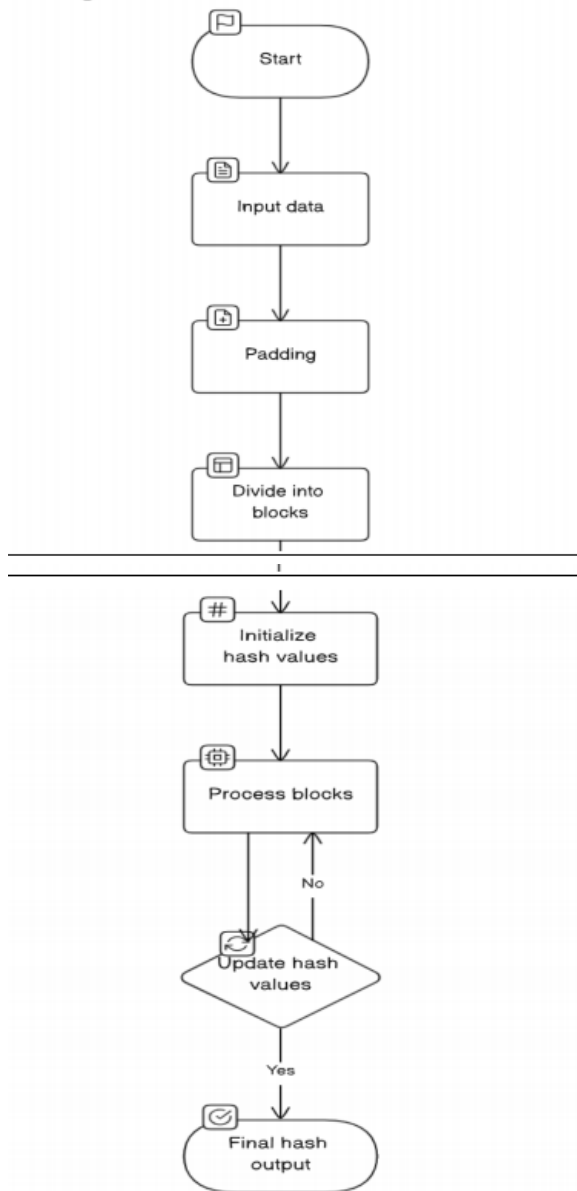 Start
Input data
Padding
Divide into
blocks
#
Initialize
hash values
Process blocks
No
Update hash
values
Yes
Final hash
output